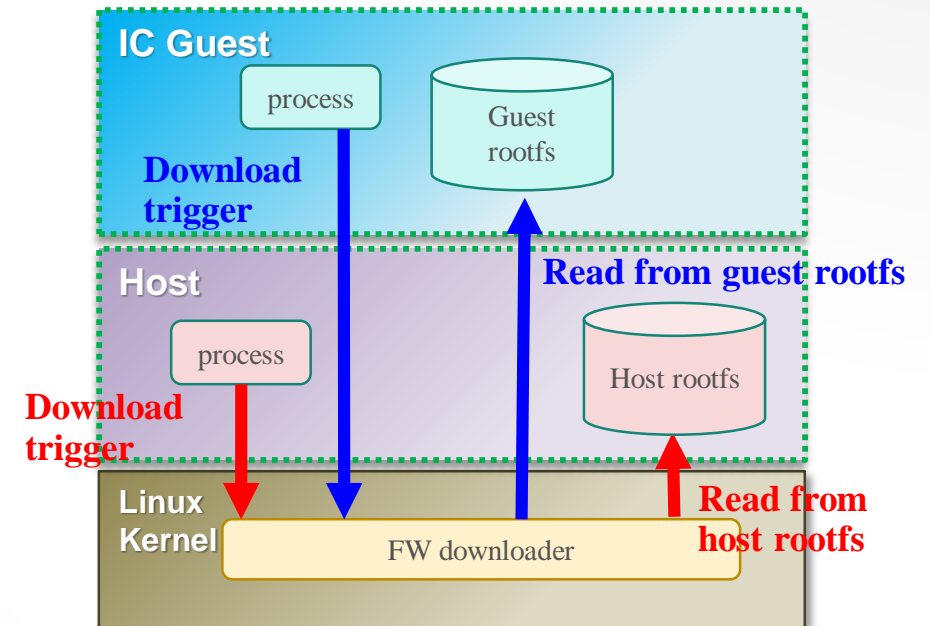 IC Guest
process
Guest
rootfs
Download
trigger
Host
Read from guest rootfs
process
Host rootfs
Download
trigger
Linux
Kernel
FW downloader
Read from
host rootfs